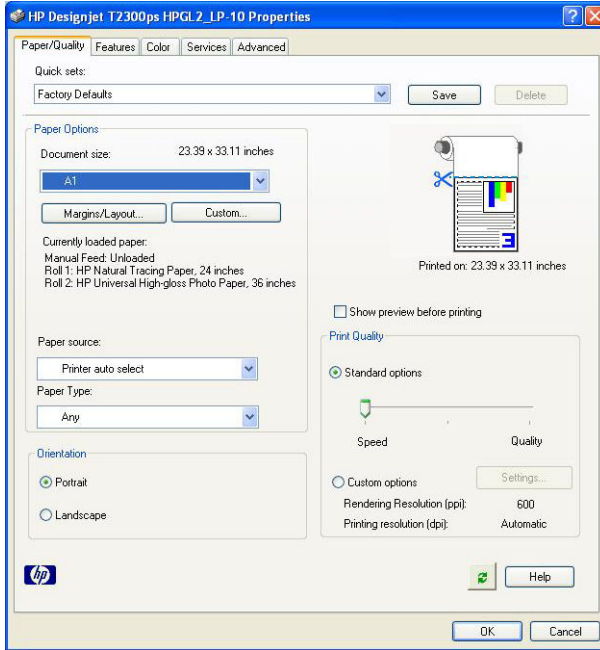 HP Designjet T2300ps HPGL2_LP-10 Properties
Paper/Quality Features Color Services Advanced
Quick sets:
Factory Defaults
Save
Delete
Paper Options
Document size: 23.39 x 33.11 inches
A1
Margins/Layout...
Custom...
Currently loaded paper:
Manual Feed: Unloaded
Roll 1: HP Natural Tracing Paper, 24 inches
Roll 2: HP Universal High-gloss Photo Paper, 36 inches
Paper source:
Printer auto select
Paper Type:
Any
Orientation
Portrait
Landscape
3
Printed on: 23.39 x 33.11 inches
Show preview before printing
Print Quality
Standard options
Speed Quality
Custom options
Settings...
Rendering Resolution (ppi): 600
Printing resolution (dpi): Automatic
hp
Help
OK
Cancel